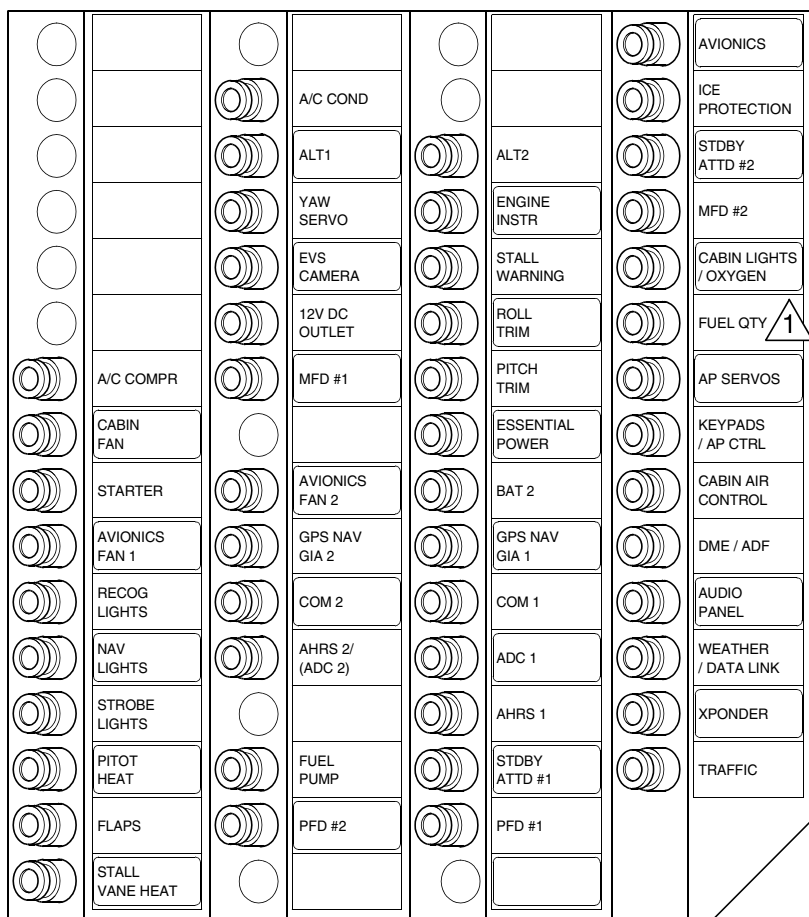 A/C COMPR
CABIN
FAN
STARTER
AVIONICS
FAN 1
RECOG
LIGHTS
NAV
LIGHTS
STROBE
LIGHTS
PITOT
HEAT
FLAPS
STALL
VANE HEAT
A/C COND
ALT1
YAW
SERVO
EVS
CAMERA
12V DC
OUTLET
MFD #1
AVIONICS
FAN 2
GPS NAV
GIA 2
COM 2
AHRS 2/
(ADC 2)
FUEL
PUMP
PFD #2
ALT2
ENGINE
INSTR
STALL
WARNING
ROLL
TRIM
PITCH
TRIM
ESSENTIAL
POWER
BAT 2
GPS NAV
GIA 1
COM 1
ADC 1
AHRS 1
STDBY
ATTD #1
PFD #1
AVIONICS
ICE
PROTECTION
STDBY
ATTD #2
MFD #2
CABIN LIGHTS
/ OXYGEN
FUEL QTY 1
AP SERVOS
KEYPADS
/ AP CTRL
CABIN AIR
CONTROL
DME / ADF
AUDIO
PANEL
WEATHER
/ DATA LINK
XPONDER
TRAFFIC